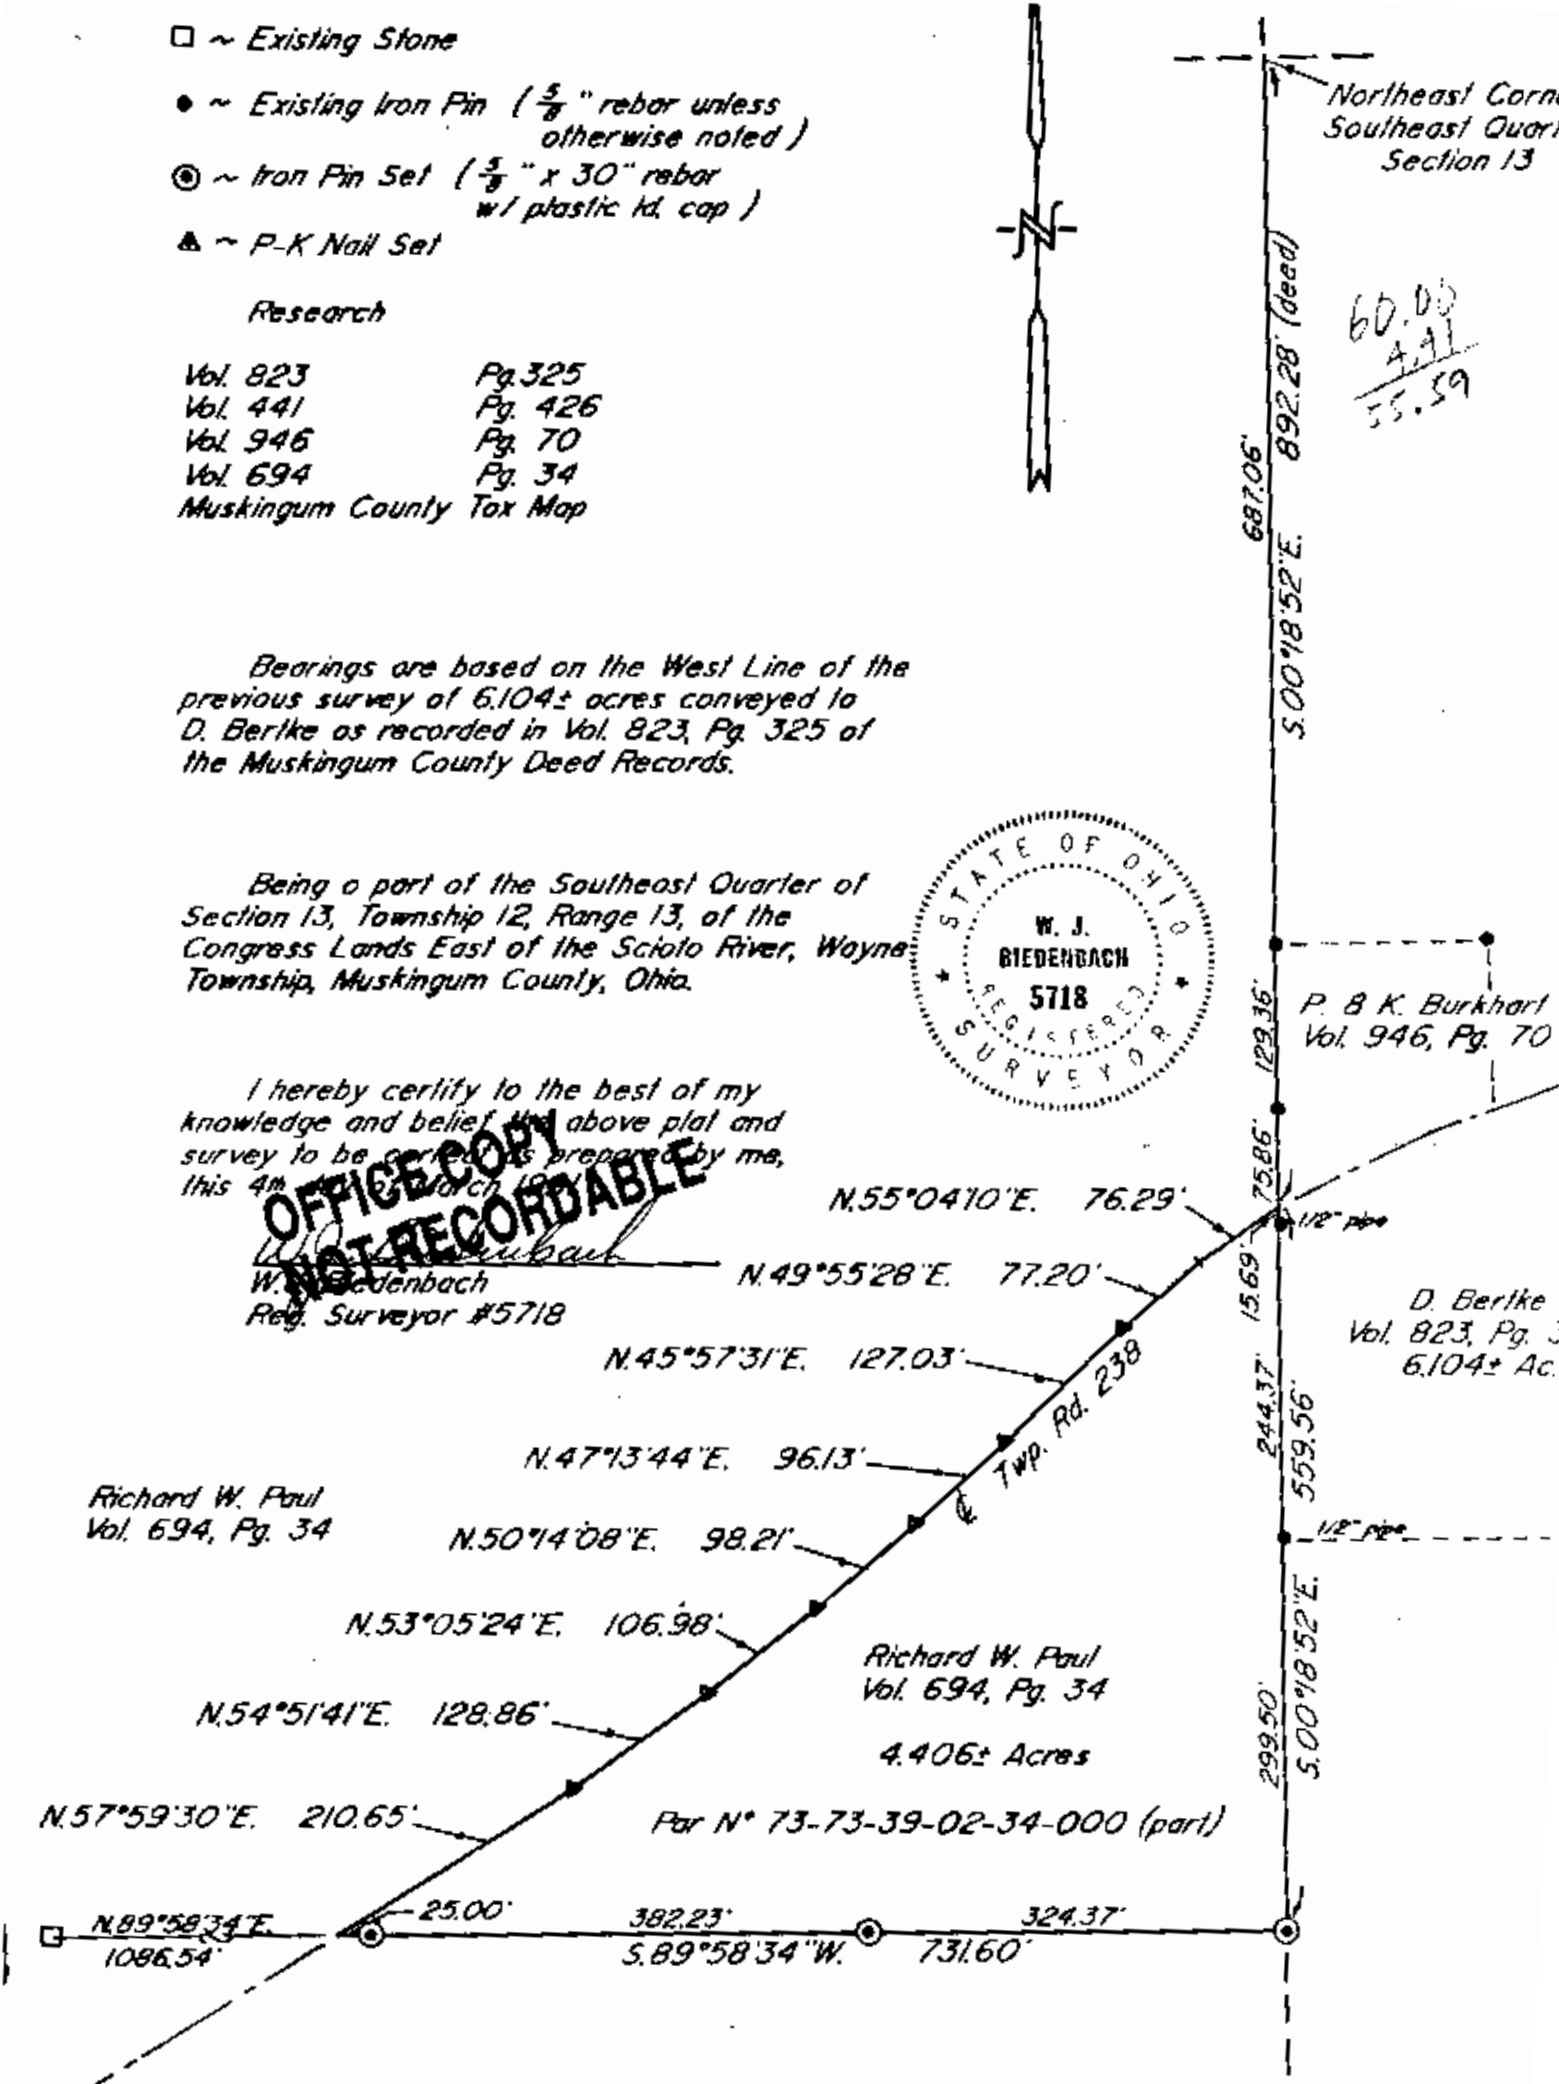 ~ Existing Stone
~ Existing Iron Pin ( 5/8 " rebar unless
otherwise noted )
~ Iron Pin Set ( 5/8 " x 30" rebar
w/ plastic id. cap )
~ P-K Nail Set
Research
Vol. 823 Pg. 325
Vol. 441 Pg. 426
Vol. 946 Pg. 70
Vol. 694 Pg. 34
Muskingum County Tax Map
N
Northeast
Southeast
Section 13
60.00
4.41
55.59
687.06'
892.28' (deed)
S.00°18'52"E.
Bearings are based on the West Line of the
previous survey of 6.104± acres conveyed to
D. Bertke as recorded in Vol. 823, Pg. 325 of
the Muskingum County Deed Records.
Being a part of the Southeast Quarter of
Section 13, Township 12, Range 13, of the
Congress Lands East of the Scioto River, Wayne
Township, Muskingum County, Ohio.
STATE OF OHIO
W. J.
BIEDENBACH
5718
REGISTERED
SURVEYOR
129.36'
P. & K. Burkhart
Vol. 946, Pg. 70
I hereby certify to the best of my
knowledge and belief the above plat and
survey to be correct as prepared by me,
this 4th March
OFFICE COPY
NOT RECORDABLE
W. Biedenbach
Reg. Surveyor #5718
75.86'
1/2" pipe
15.69'
D. Bertke
Vol. 823, Pg.
6.104± Ac.
244.37'
559.56'
1/2" pipe
N.55°04'10"E. 76.29'
N.49°55'28"E. 77.20'
N.45°57'31"E. 127.03'
Twp. Rd. 238
N.47°13'44"E. 96.13'
Richard W. Paul
Vol. 694, Pg. 34
N.50°14'08"E. 98.21'
N.53°05'24"E. 106.98'
N.54°51'41"E. 128.86'
Richard W. Paul
Vol. 694, Pg. 34
4.406± Acres
299.50'
S.00°18'52"E.
N.57°59'30"E. 210.65'
Par N° 73-73-39-02-34-000 (part)
N.89°58'34"E.
1086.54'
25.00'
382.23'
324.37'
S.89°58'34"W. 731.60'